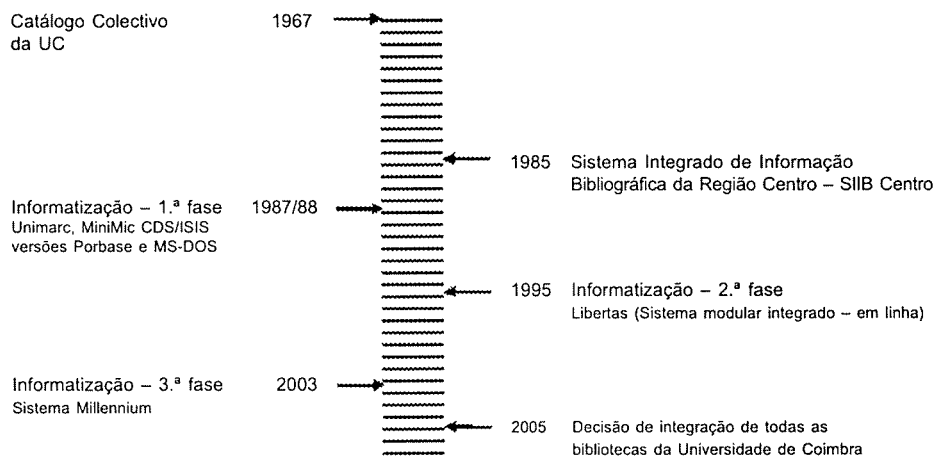 Catálogo Colectivo 1967
da UC
1985 Sistema Integrado de Informação
Bibliográfica da Região Centro – SIIB Centro
Informatização – 1.ª fase 1987/88
Unimarc, MiniMic CDS/ISIS
versões Porbase e MS-DOS
1995 Informatização – 2.ª fase
Libertas (Sistema modular integrado – em linha)
Informatização – 3.ª fase 2003
Sistema Millennium
2005 Decisão de integração de todas as
bibliotecas da Universidade de Coimbra